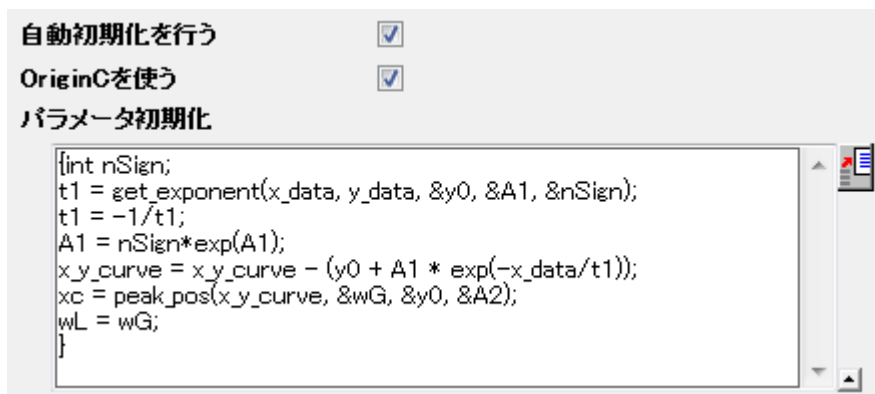 自動初期化を行う
OriginCを使う
パラメータ初期化
{int nSign;
t1 = get_exponent(x_data, y_data, &y0, &A1, &nSign);
t1 = -1/t1;
A1 = nSign*exp(A1);
x_y_curve = x_y_curve - (y0 + A1 * exp(-x_data/t1));
xc = peak_pos(x_y_curve, &wG, &y0, &A2);
wL = wG;
}